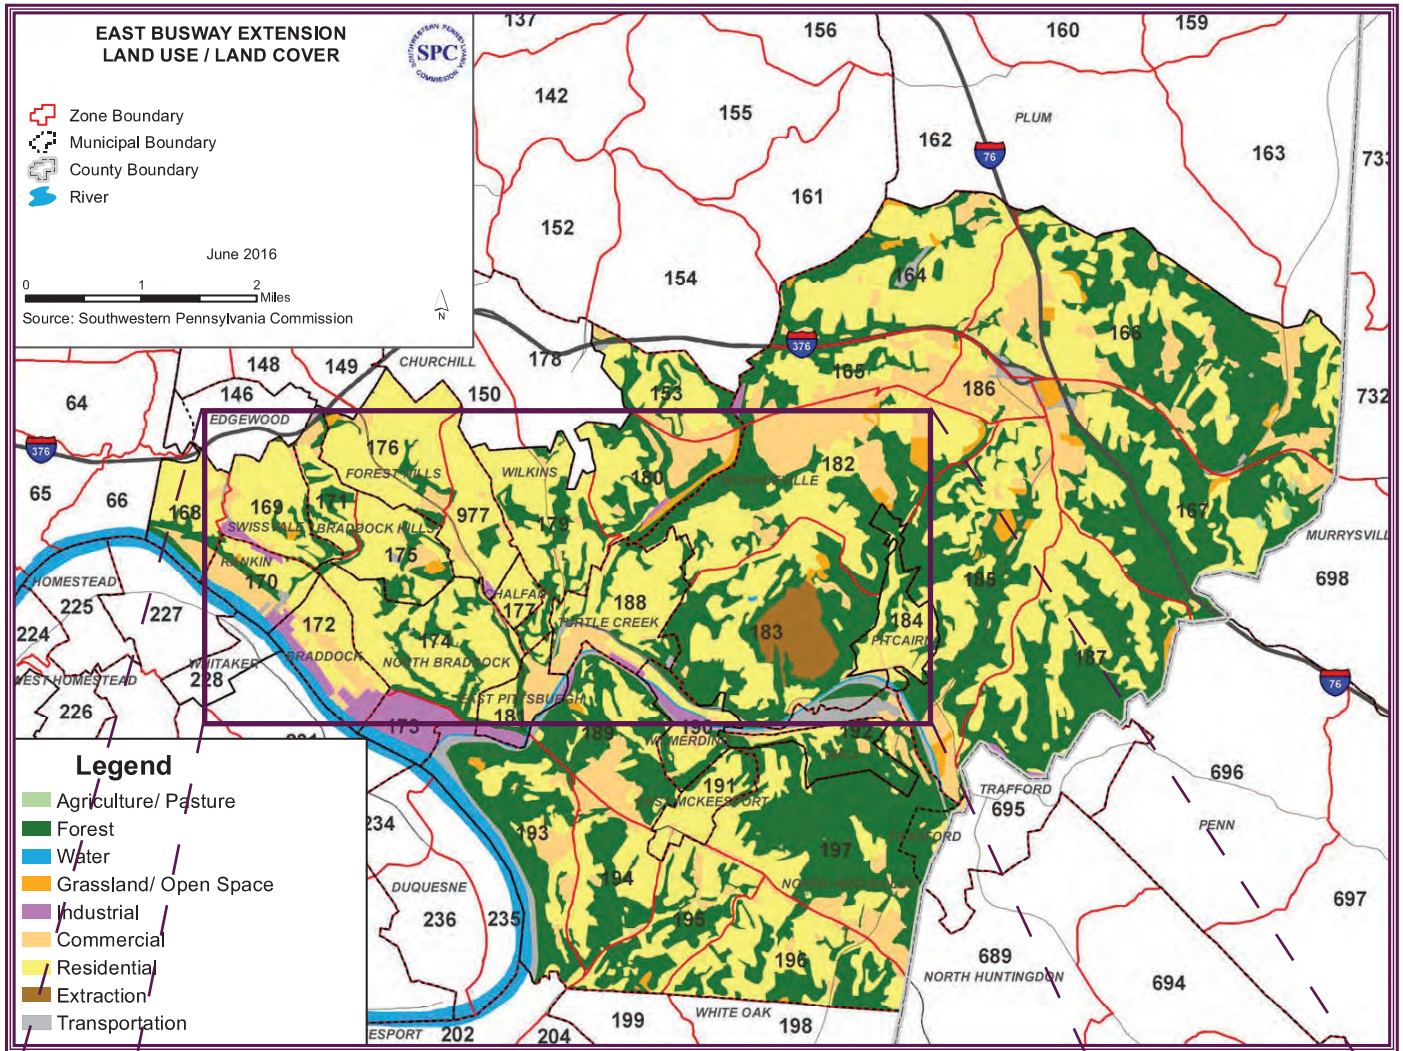 EAST BUSWAY EXTENSION
LAND USE / LAND COVER
SOUTHWESTERN PENNSYLVANIA
SPC
COMMISSION
Zone Boundary
Municipal Boundary
County Boundary
River
June 2016
0 1 2
Miles
Source: Southwestern Pennsylvania Commission
N
137
156
160
159
142
155
162
PLUM
76
163
733
161
152
154
164
166
376
165
186
732
148
149
CHURCHILL
178
150
153
64
146
EDGEWOOD
376
65
66
176
FOREST HILLS
WILKINS
180
182
168
169
171
977
179
167
SWISSVALE
BRADDOCK HILLS
MURRYSVILL
RANKIN
170
175
185
698
HOMESTEAD
225
227
CHALFANT
177
188
184
224
172
174
TURTLE CREEK
183
PITCAIRN
WHITAKER
BRADDOCK
NORTH BRADDOCK
187
WEST HOMESTEAD
228
226
EAST PITTSBURGH
76
173
18
189
190
192
WILMERDING
191
696
TRAFFORD
695
PENN
234
193
197
194
DUQUESNE
236
235
195
196
697
689
NORTH HUNTINGDON
694
WHITE OAK
199
198
ESPORT
202
204
Legend
Agriculture/ Pasture
Forest
Water
Grassland/ Open Space
Industrial
Commercial
Residential
Extraction
Transportation